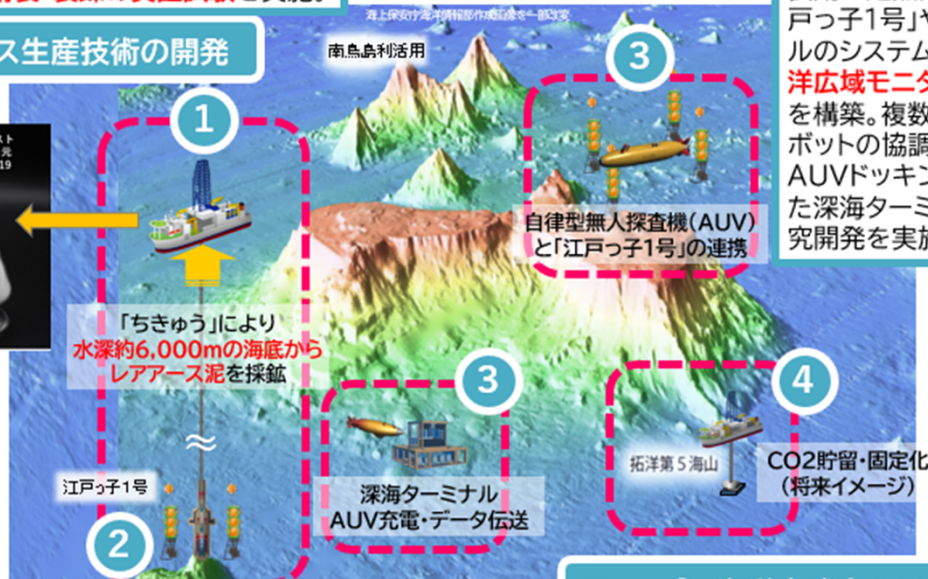 海上保安庁海洋情報部作成画像を一部改変
ス生産技術の開発
南鳥島利活用
戸っ子1号」や
ルのシステム
洋広域モニタ
を構築。複数
ボットの協調
AUVドッキン
た深海ターミ
究開発を実施
①
③
スト
元
19
自律型無人探査機(AUV)
と「江戸っ子1号」の連携
「ちきゅう」により
水深約6,000mの海底から
レアアース泥を採鉱
③
④
江戸っ子1号
②
深海ターミナル
AUV充電・データ伝送
拓洋第5海山
CO2貯留・固定化
(将来イメージ)